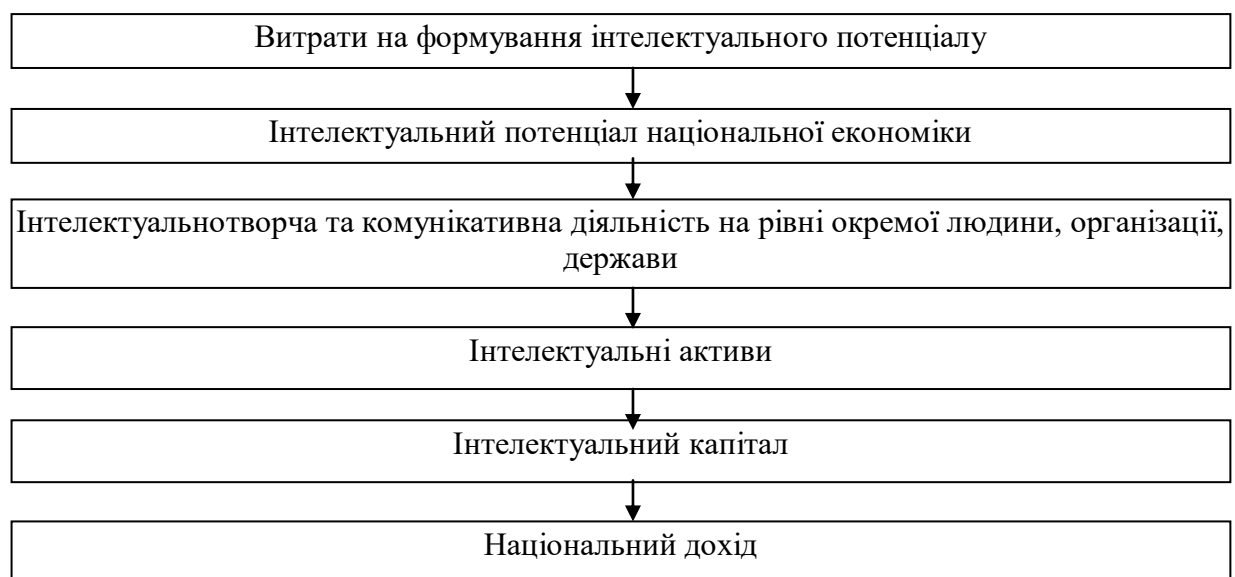 Витрати на формування інтелектуального потенціалу
Інтелектуальний потенціал національної економіки
Інтелектуальнотворча та комунікативна діяльність на рівні окремої людини, організації,
держави
Інтелектуальні активи
Інтелектуальний капітал
Національний дохід